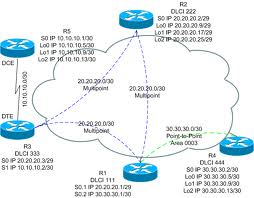 R2
DLCI 222
S0 IP 20.20.20.2/29
Lo0 IP 20.20.20.9/29
Lo1 IP 20.20.20.17/29
Lo2 IP 20.20.20.25/29
R5
S0 IP 10.10.10.1/30
Lo0 IP 10.10.10.5/30
Lo1 IP 10.10.10.9/30
Lo2 IP 10.10.10.13/30
DCE
10.10.10.0/30
20.20.20.0/30
Multipoint
20.20.20.0/30
Multipoint
DTE
R3
DLCI 333
S0 IP 20.20.20.3/29
S1 IP 10.10.10.2/30
30.30.30.0/30
Point-to-Point
Area 0003
R1
DLCI 111
S0.1 IP 20.20.20.1/29
S0.2 IP 30.30.30.1/30
R4
DLCI 444
S0 IP 30.30.30.2/30
Lo0 IP 30.30.30.5/30
Lo1 IP 30.30.30.9/30
Lo2 IP 30.30.30.13/30